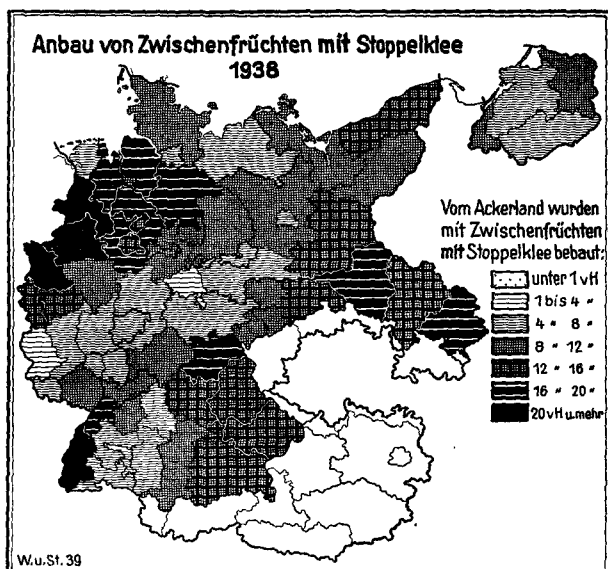 Anbau von Zwischenfrüchten mit Stoppelklee
1938
Vom Ackerland wurden
mit Zwischenfrüchten
mit Stoppelklee bebaut:
unter 1 vH
1 bis 4 "
4 " 8 "
8 " 12 "
12 " 16 "
16 " 20 "
20 vH u. mehr
W.u.St. 39